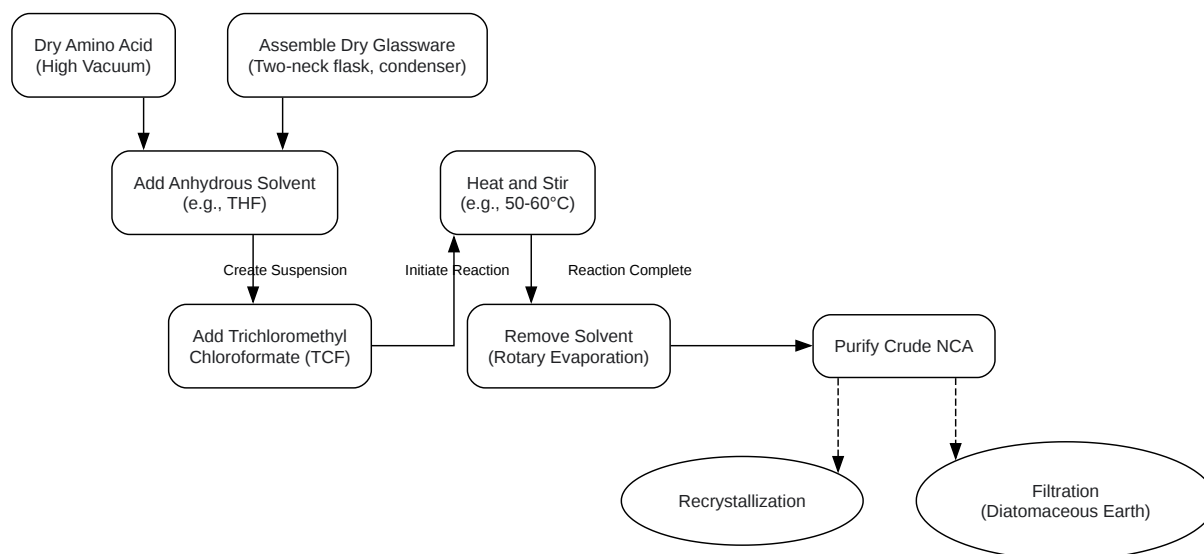 Dry Amino Acid
(High Vacuum)
Assemble Dry Glassware
(Two-neck flask, condenser)
Add Anhydrous Solvent
(e.g., THF)
Heat and Stir
(e.g., 50-60°C)
Create Suspension
Initiate Reaction
Reaction Complete
Add Trichloromethyl
Chloroformate (TCF)
Remove Solvent
(Rotary Evaporation)
Purify Crude NCA
Recrystallization
Filtration
(Diatomaceous Earth)